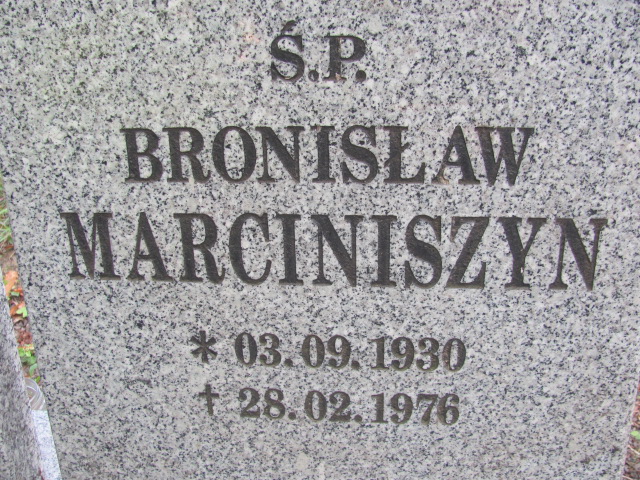 Ś.P.
BRONISŁAW
MARCINISZYN
* 03.09.1930
† 28.02.1976